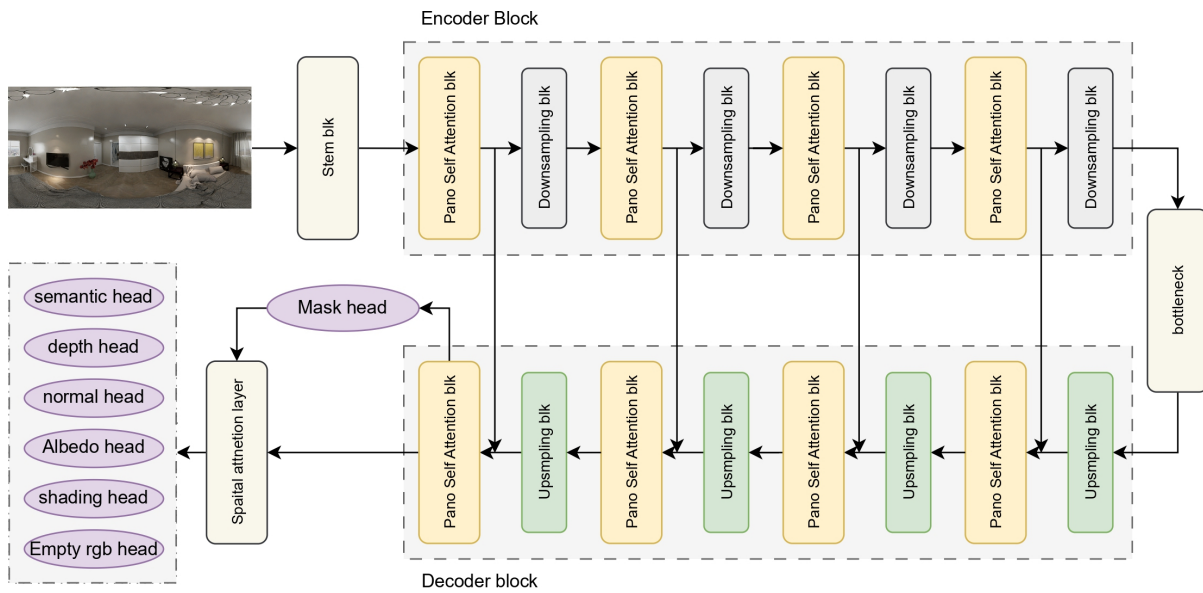 Encoder Block
Stem blk
Pano Self Attention blk
Downsampling blk
Pano Self Attention blk
Downsampling blk
Pano Self Attention blk
Downsampling blk
Pano Self Attention blk
Downsampling blk
bottleneck
semantic head
depth head
normal head
Albedo head
shading head
Empty rgb head
Mask head
Spaital attnetion layer
Pano Self Attention blk
Upsmpling blk
Pano Self Attention blk
Upsmpling blk
Pano Self Attention blk
Upsmpling blk
Pano Self Attention blk
Upsmpling blk
Decoder block